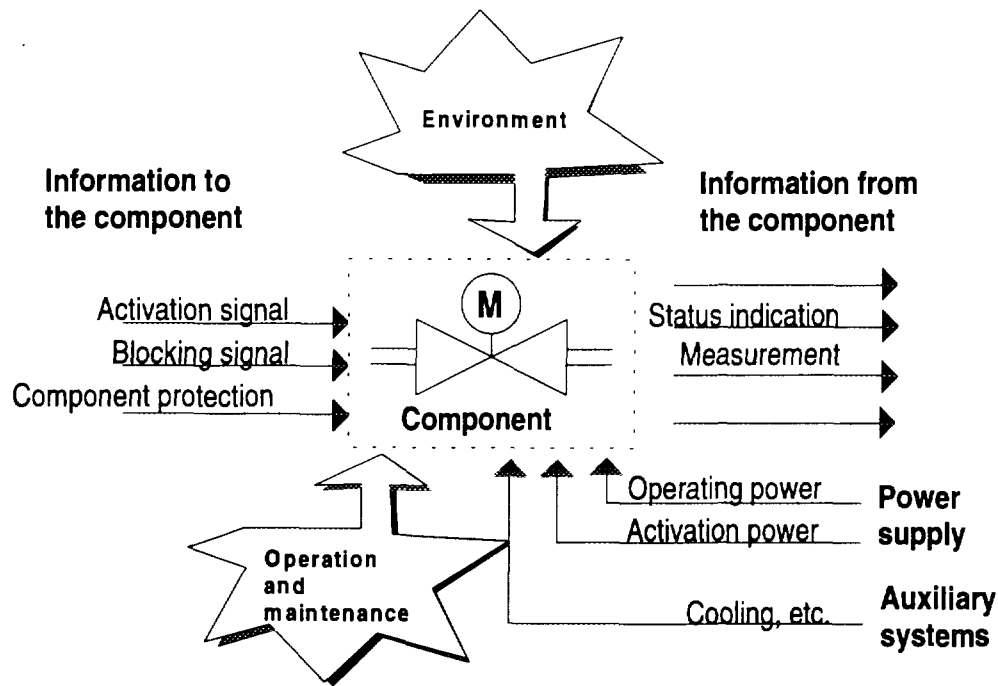 Environment
Information to
the component
Information from
the component
Activation signal
Blocking signal
Component protection
M
Component
Status indication
Measurement
Operating power
Activation power
Power
supply
Operation
and
maintenance
Cooling, etc.
Auxiliary
systems